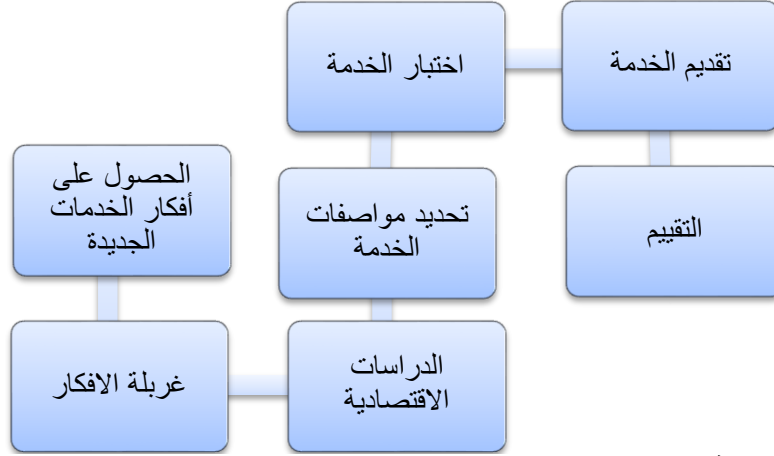 الحصول على
أفكار الخدمات
الجديدة
غربلة الافكار
الدراسات
الاقتصادية
تحديد مواصفات
الخدمة
اختبار الخدمة
تقديم الخدمة
التقييم